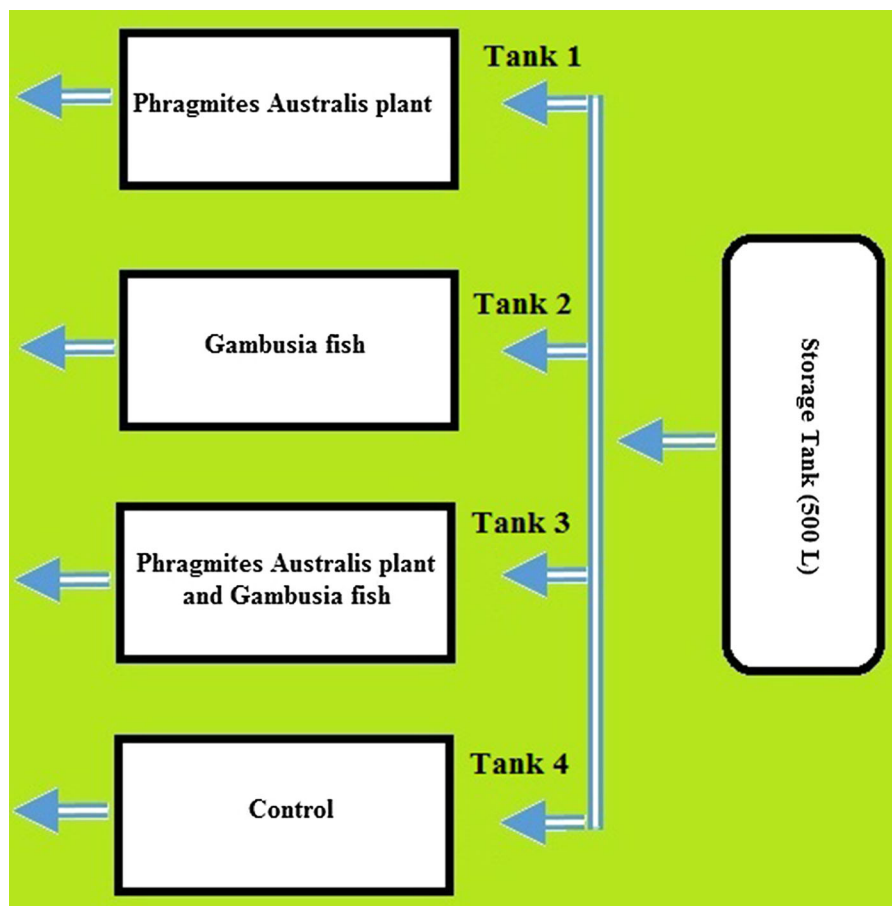 Tank 1
Phragmites Australis plant
Tank 2
Gambusia fish
Tank 3
Phragmites Australis plant
and Gambusia fish
Tank 4
Control
Storage Tank (500 L)